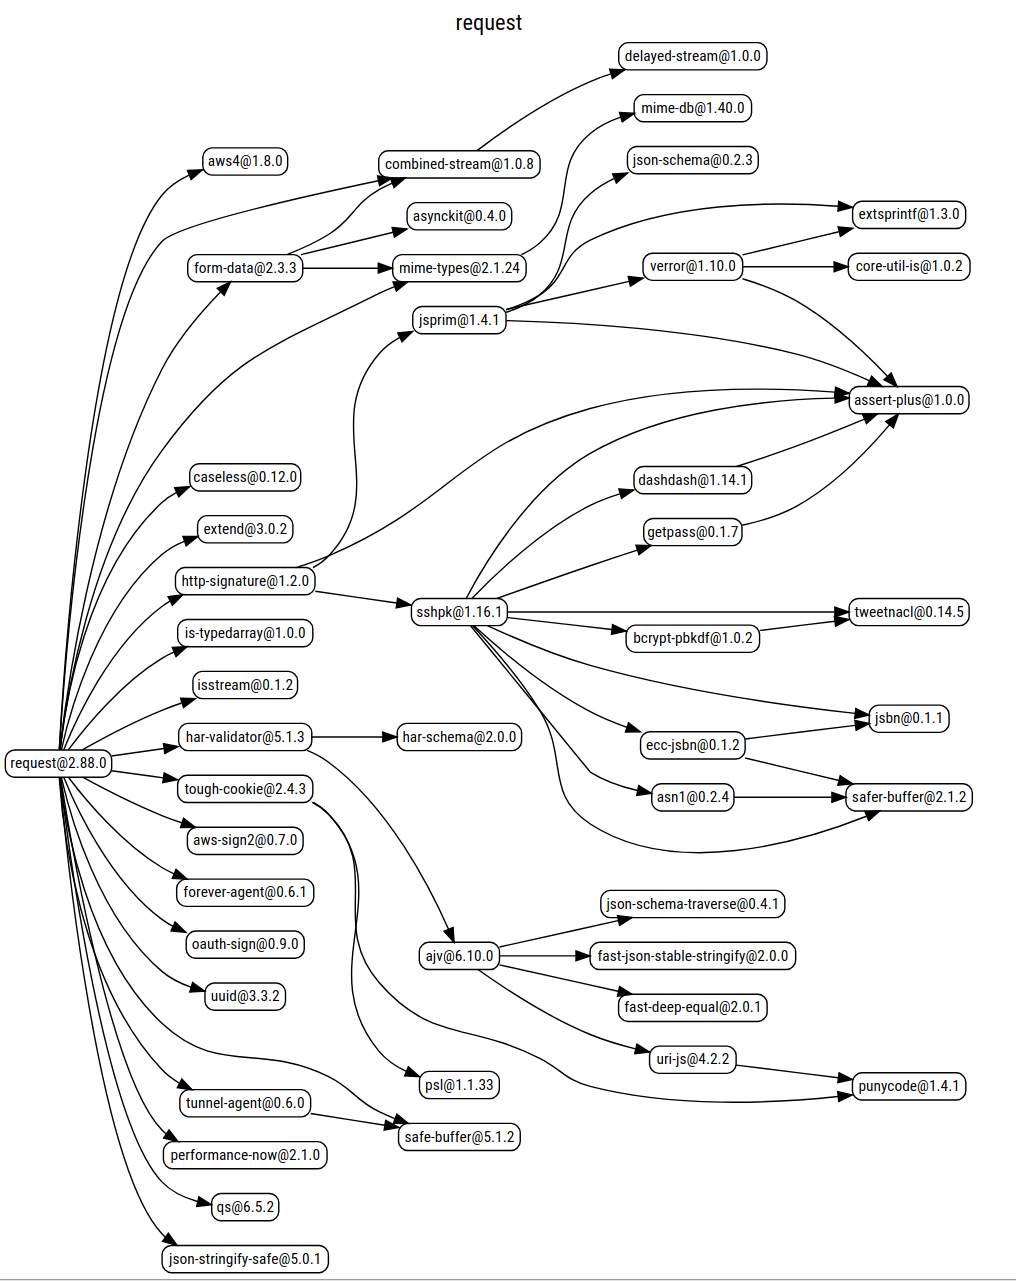 request
delayed-stream@1.0.0
mime-db@1.40.0
aws4@1.8.0
combined-stream@1.0.8
json-schema@0.2.3
asynckit@0.4.0
extsprintf@1.3.0
form-data@2.3.3
mime-types@2.1.24
verror@1.10.0
core-util-is@1.0.2
jsprim@1.4.1
assert-plus@1.0.0
caseless@0.12.0
dashdash@1.14.1
extend@3.0.2
getpass@0.1.7
http-signature@1.2.0
sshpk@1.16.1
tweetnacl@0.14.5
is-typedarray@1.0.0
bcrypt-pbkdf@1.0.2
isstream@0.1.2
jsbn@0.1.1
har-validator@5.1.3
har-schema@2.0.0
ecc-jsbn@0.1.2
request@2.88.0
tough-cookie@2.4.3
asn1@0.2.4
safer-buffer@2.1.2
aws-sign2@0.7.0
forever-agent@0.6.1
json-schema-traverse@0.4.1
oauth-sign@0.9.0
ajv@6.10.0
fast-json-stable-stringify@2.0.0
uuid@3.3.2
fast-deep-equal@2.0.1
uri-js@4.2.2
psl@1.1.33
punycode@1.4.1
tunnel-agent@0.6.0
safe-buffer@5.1.2
performance-now@2.1.0
qs@6.5.2
json-stringify-safe@5.0.1